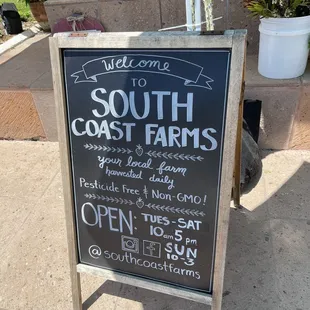 Welcome
TO
SOUTH
COAST FARMS
your local farm
harvested daily
Pesticide Free & Non-GMO!
OPEN: TUES-SAT
10am 5pm
SUN
10-3
@southcoastfarms